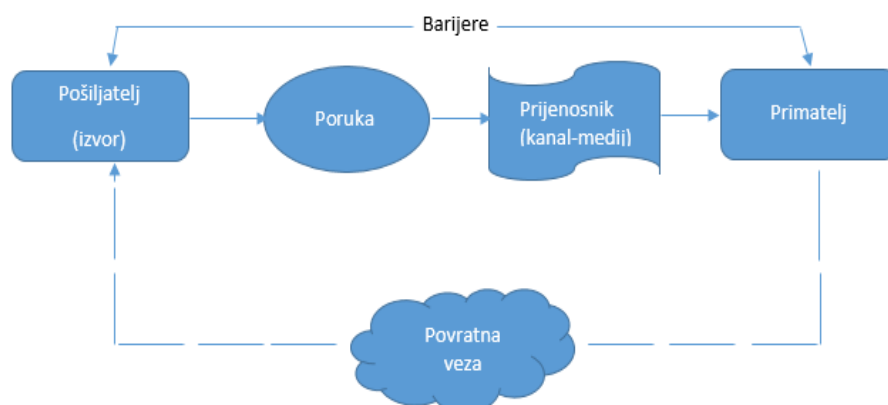 Barijere
Pošiljatelj
(izvor)
Poruka
Prijenosnik
(kanal-medij)
Primatelj
Povratna
veza